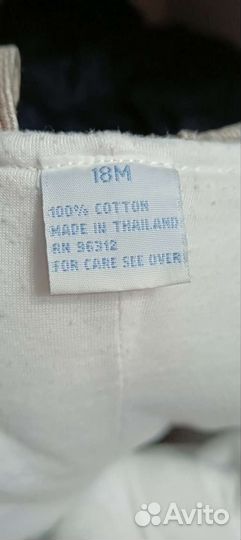 18M
100% COTTON
MADE IN THAILAND
RN 96312
FOR CARE SEE OVER
Avito